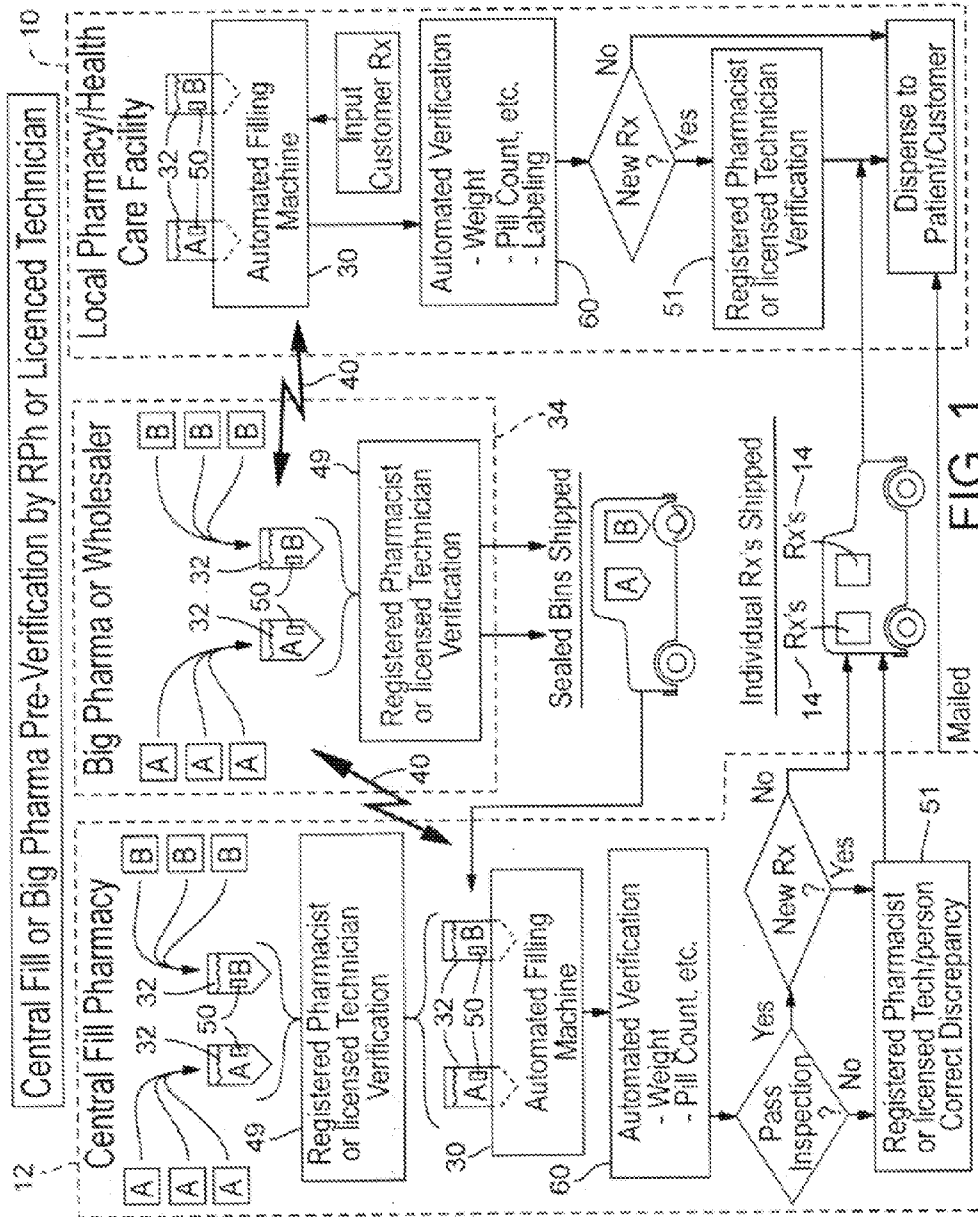 Central Fill or Big Pharma Pre-Verification by RPh or Licenced Technician
12
Central Fill Pharmacy
A
A
A
B
B
B
32
32
A
B
50
49
Registered Pharmacist
or licensed Technician
Verification
32
A
B
50
30
Automated Filling
Machine
60
Automated Verification
- Weight
- Pill Count, etc.
Pass
Inspection
?
Yes
No
New Rx
?
No
Yes
Registered Pharmacist
or licensed Tech/person
Correct Discrepancy
51
40
Big Pharma or Wholesaler
A
A
A
B
B
B
32
32
A
B
50
49
Registered Pharmacist
or licensed Technician
Verification
34
Sealed Bins Shipped
A
B
Individual Rx's Shipped
14
Rx's
Rx's
14
Mailed
40
10
Local Pharmacy/Health
Care Facility
32
50
A
B
Automated Filling
Machine
30
Input
Customer Rx
Automated Verification
- Weight
- Pill Count, etc.
- Labeling
60
New Rx
?
No
Yes
51
Registered Pharmacist
or licensed Technician
Verification
Dispense to
Patient/Customer
FIG. 1